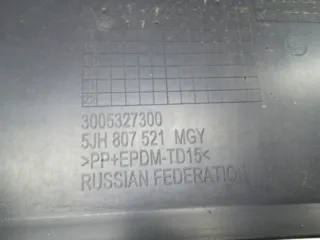 3005327300
5JH 807 521 MGY
>PP+EPDM-TD15<
RUSSIAN FEDERATION